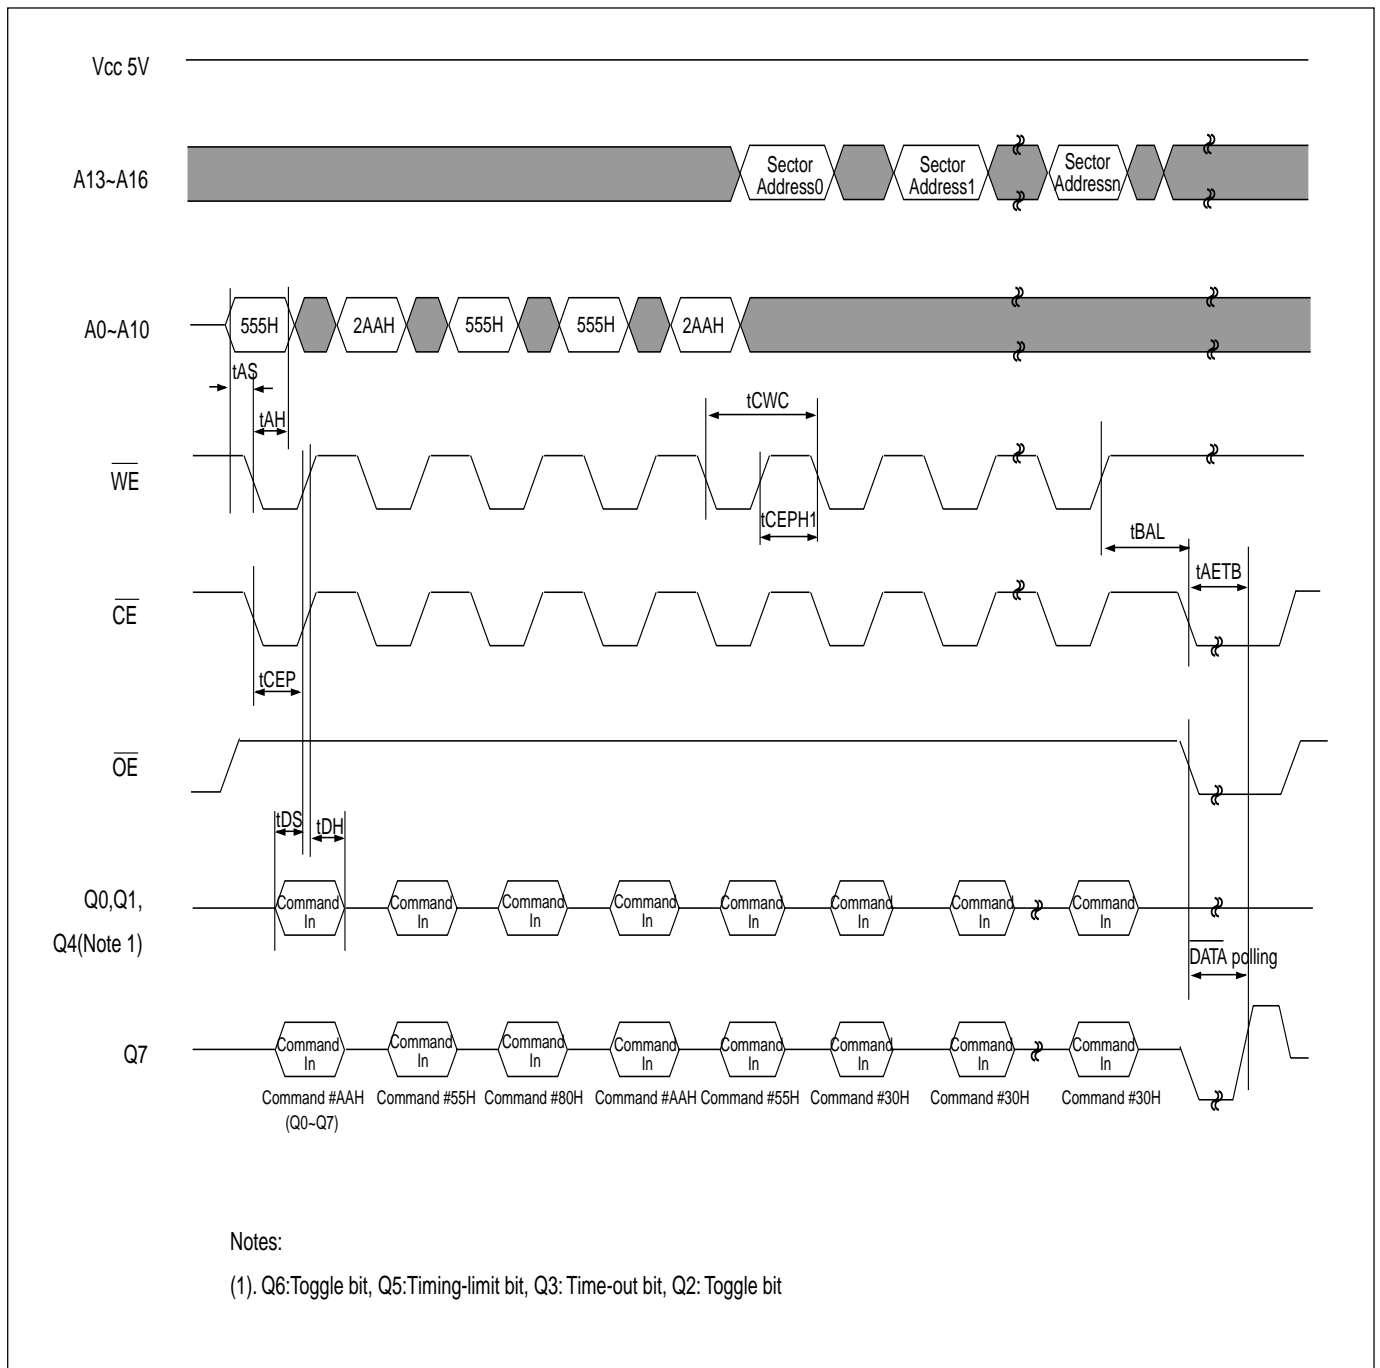 Vcc 5V
A13~A16
Sector
Address0
Sector
Address1
Sector
Addressn
A0~A10
555H
2AAH
555H
555H
2AAH
tAS
tAH
tCWC
WE
tCEPH1
tBAL
tAETB
CE
tCEP
OE
tDS
tDH
Q0,Q1,
Q4(Note 1)
Command
In
Command
In
Command
In
Command
In
Command
In
Command
In
Command
In
Command
In
DATA polling
Q7
Command
In
Command
In
Command
In
Command
In
Command
In
Command
In
Command
In
Command
In
Command #AAH
(Q0~Q7)
Command #55H
Command #80H
Command #AAH
Command #55H
Command #30H
Command #30H
Command #30H
Notes:
(1). Q6:Toggle bit, Q5:Timing-limit bit, Q3: Time-out bit, Q2: Toggle bit